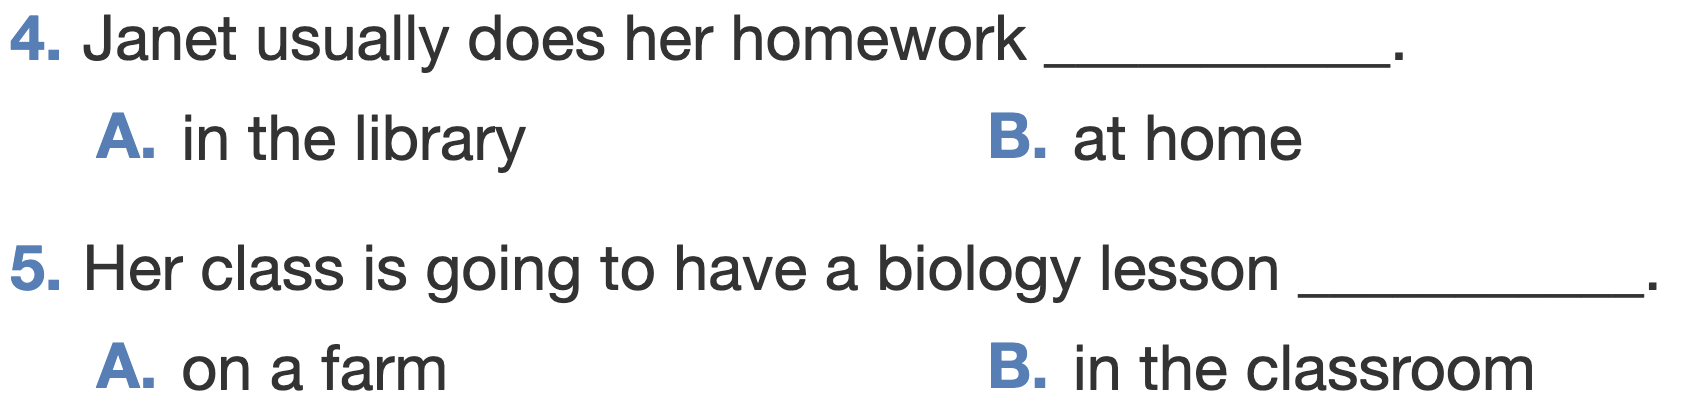 4. Janet usually does her homework ___________.
A. in the library B. at home
5. Her class is going to have a biology lesson ___________.
A. on a farm B. in the classroom